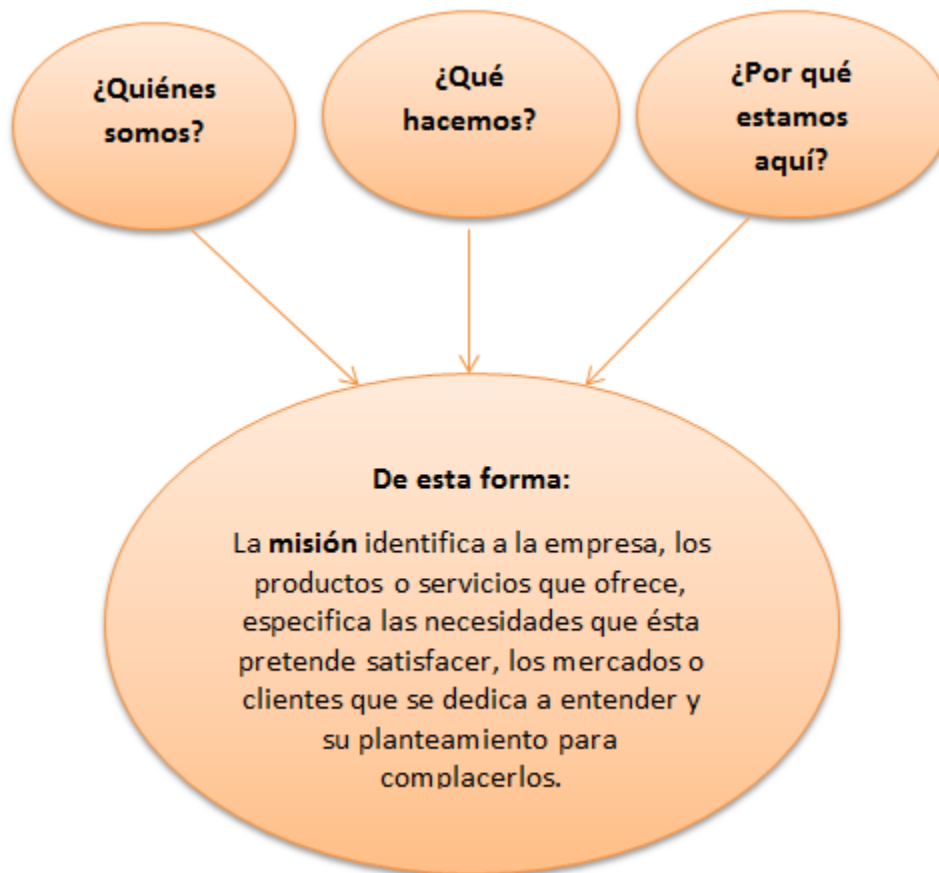 ¿Quiénes
somos?
¿Qué
hacemos?
¿Por qué
estamos
aquí?
De esta forma:
La misión identifica a la empresa, los
productos o servicios que ofrece,
especifica las necesidades que ésta
pretende satisfacer, los mercados o
clientes que se dedica a entender y
su planteamiento para
complacerlos.